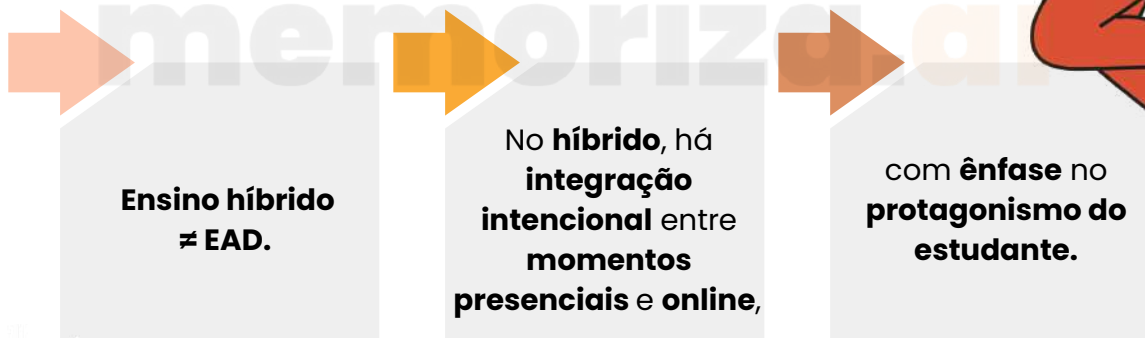 memoriza.ai
Ensino híbrido
≠ EAD.
No híbrido, há
integração
intencional entre
momentos
presenciais e online,
com ênfase no
protagonismo do
estudante.